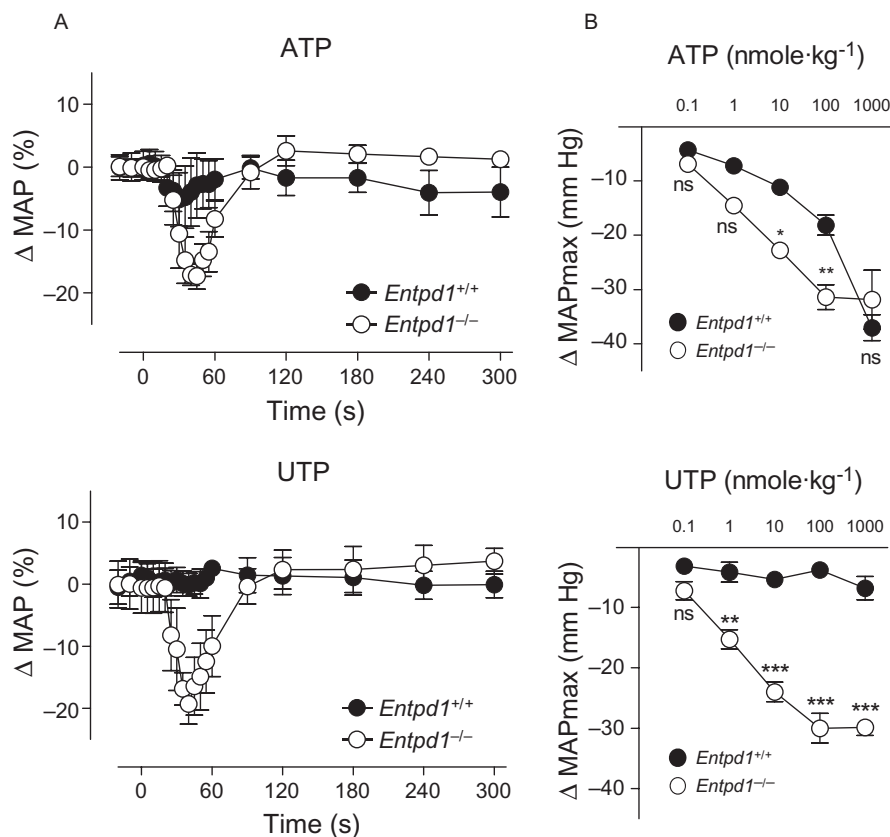 A
B
ATP
10
0
−10
−20
Δ MAP (%)
Entpd1+/+
Entpd1−/−
0 60 120 180 240 300
Time (s)
ATP (nmole·kg-1)
0.1 1 10 100 1000
−10
−20
−30
−40
Δ MAPmax (mm Hg)
ns
ns
*
**
ns
Entpd1+/+
Entpd1−/−
UTP
10
0
−10
−20
Δ MAP (%)
Entpd1+/+
Entpd1−/−
0 60 120 180 240 300
Time (s)
UTP (nmole·kg-1)
0.1 1 10 100 1000
−10
−20
−30
−40
Δ MAPmax (mm Hg)
ns
**
***
***
***
Entpd1+/+
Entpd1−/−